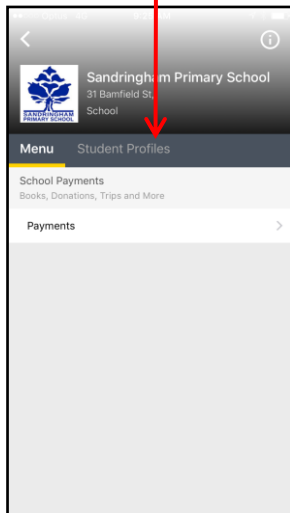 Sandringham Primary School
31 Bamfield St,
School
SANDRINGHAM
PRIMARY SCHOOL
Menu Student Profiles
School Payments
Books, Donations, Trips and More
Payments